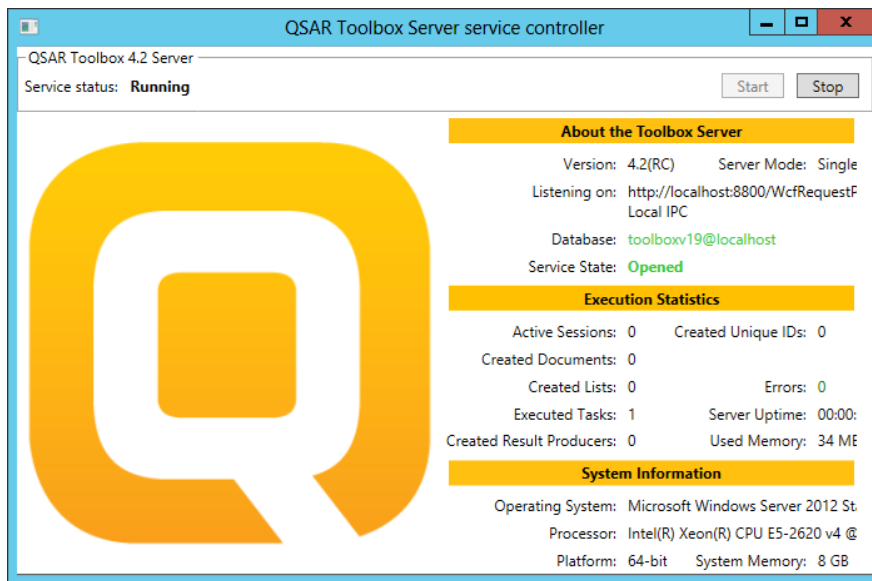 QSAR Toolbox Server service controller
QSAR Toolbox 4.2 Server
Service status: Running Start Stop
About the Toolbox Server
Version: 4.2(RC) Server Mode: Single
Listening on: http://localhost:8800/WcfRequestP
Local IPC
Database: toolboxv19@localhost
Service State: Opened
Execution Statistics
Active Sessions: 0 Created Unique IDs: 0
Created Documents: 0
Created Lists: 0 Errors: 0
Executed Tasks: 1 Server Uptime: 00:00:
Created Result Producers: 0 Used Memory: 34 ME
System Information
Operating System: Microsoft Windows Server 2012 Sta
Processor: Intel(R) Xeon(R) CPU E5-2620 v4 @
Platform: 64-bit System Memory: 8 GB